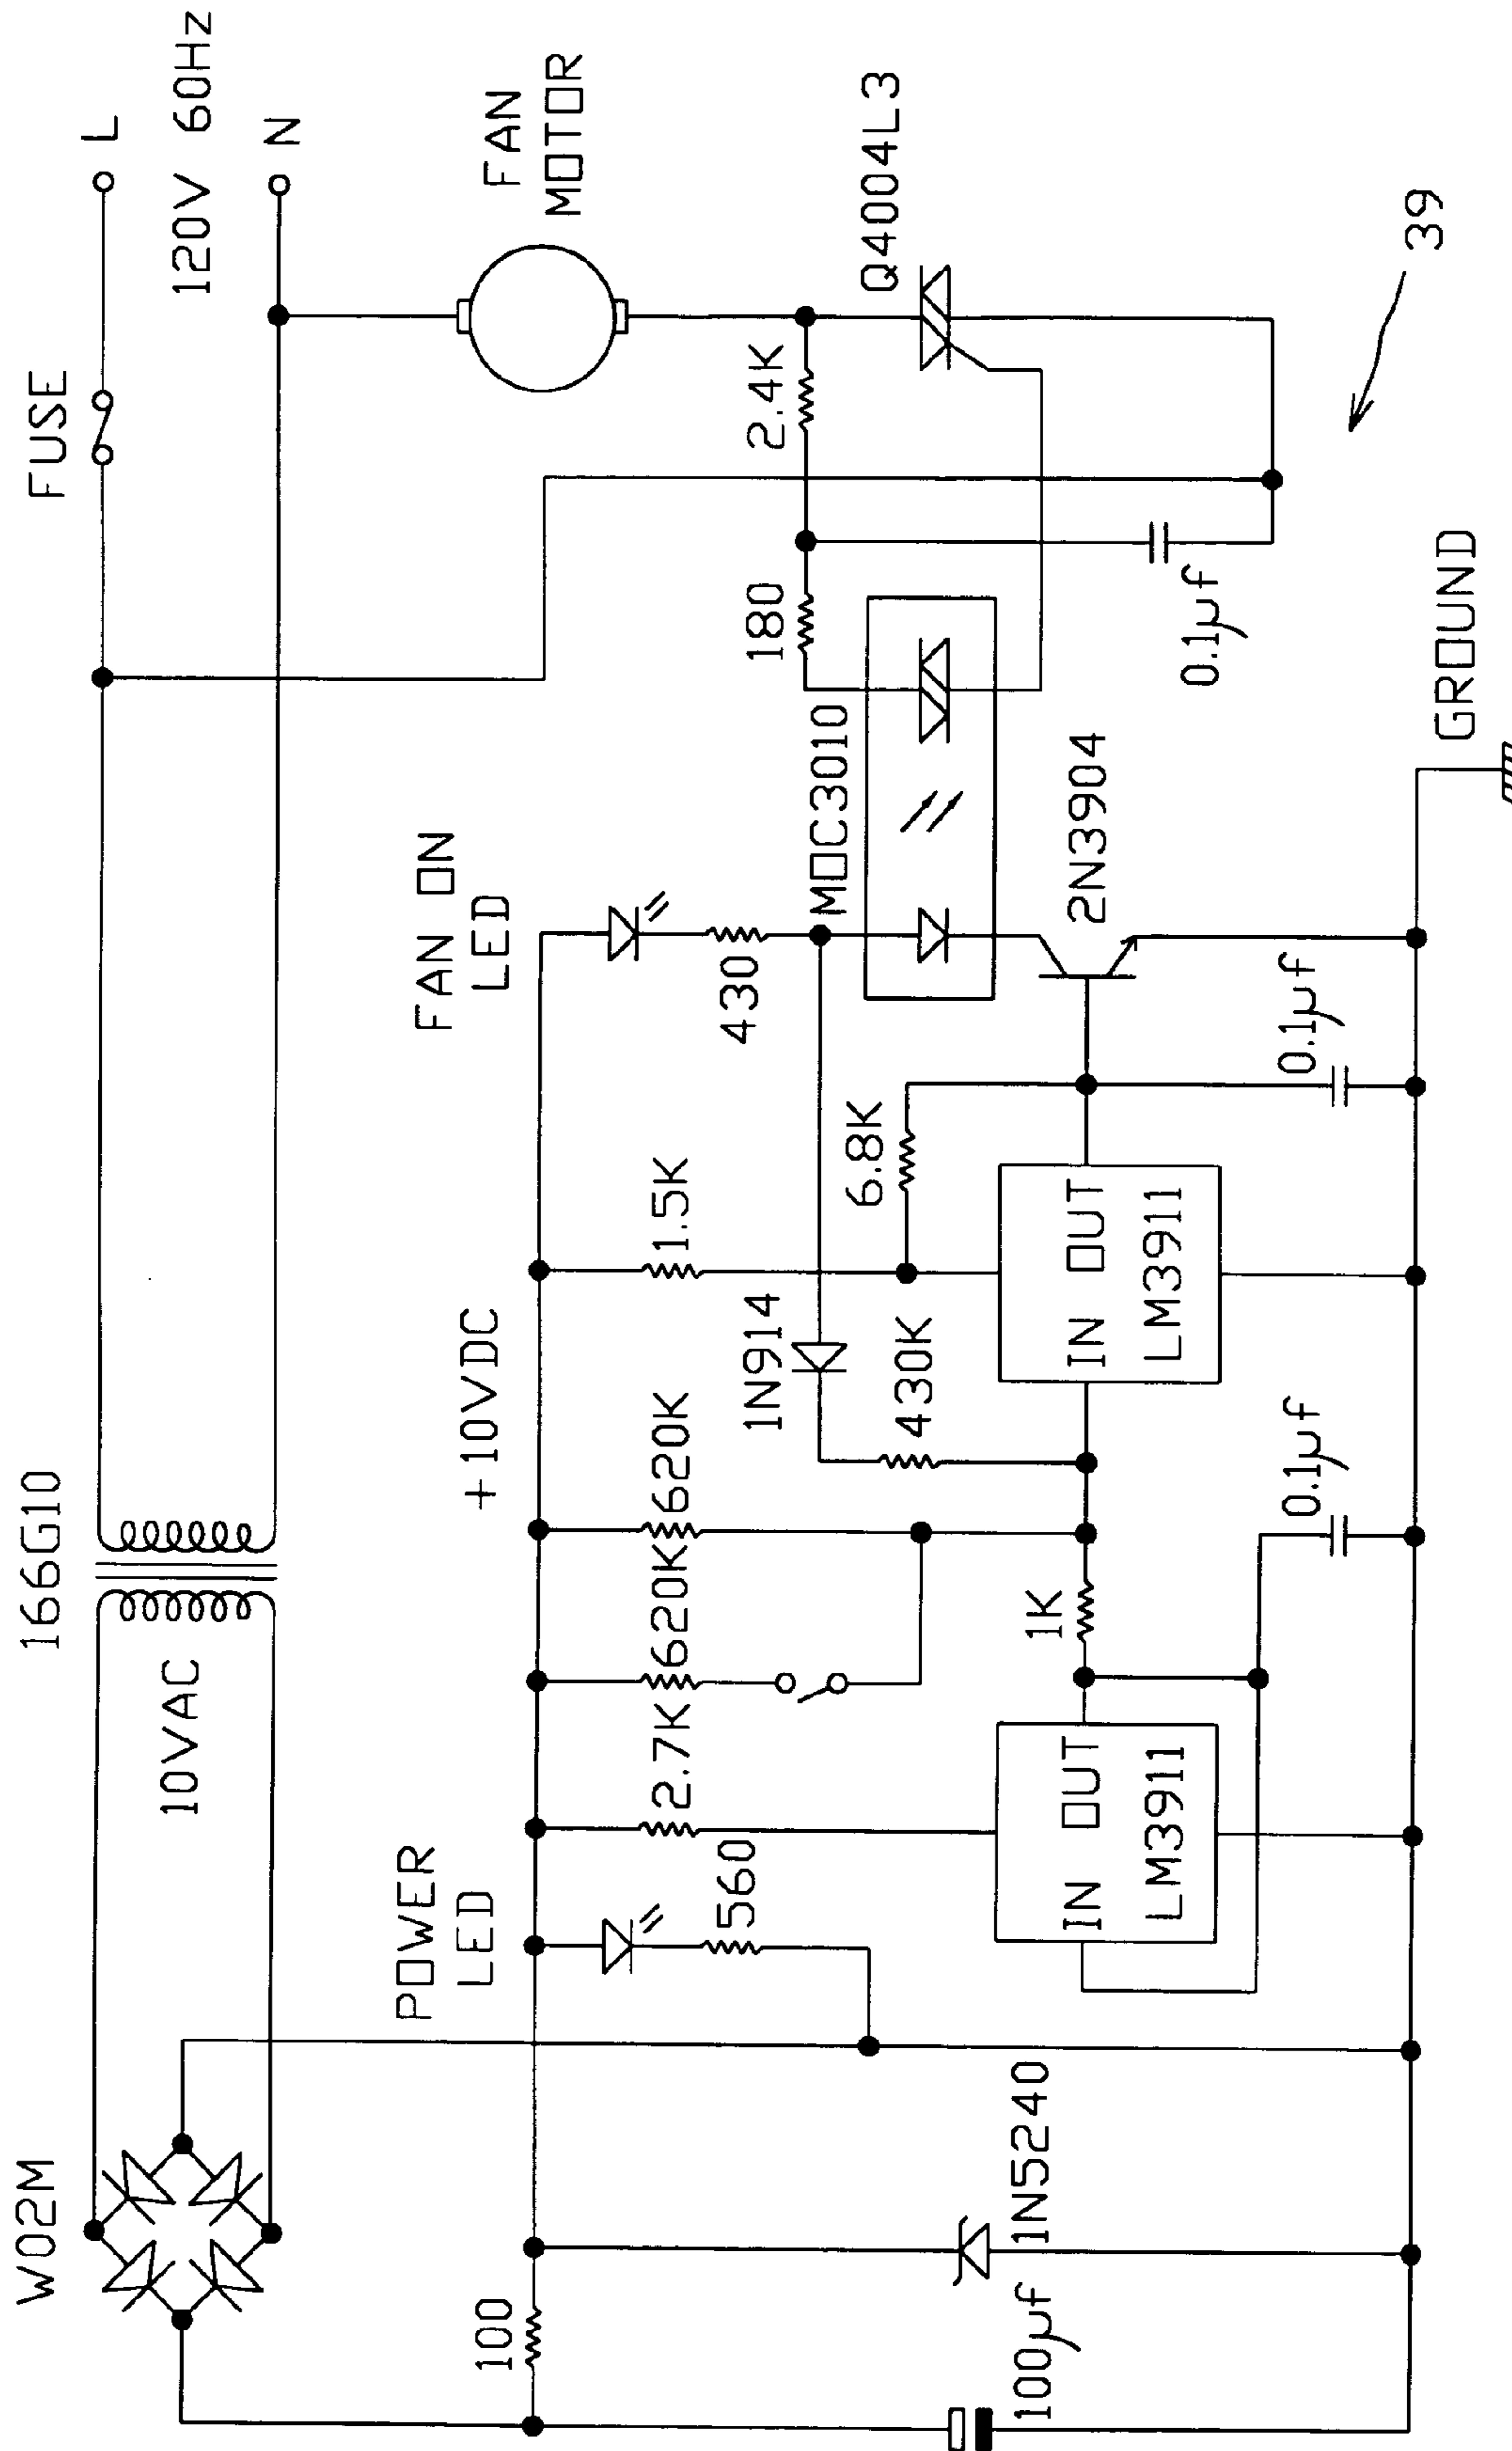 W02M
166G10
10VAC
FUSE
L
120V 60Hz
N
FAN
MOTOR
POWER
LED
+10VDC
FAN ON
LED
100
560
2.7K
620K
620K
1N914
430K
1.5K
6.8K
430
MOC3010
180
2.4K
Q4004L3
100µf
1N5240
IN OUT
LM3911
1K
0.1µf
IN OUT
LM3911
0.1µf
2N3904
0.1µf
GROUND
39